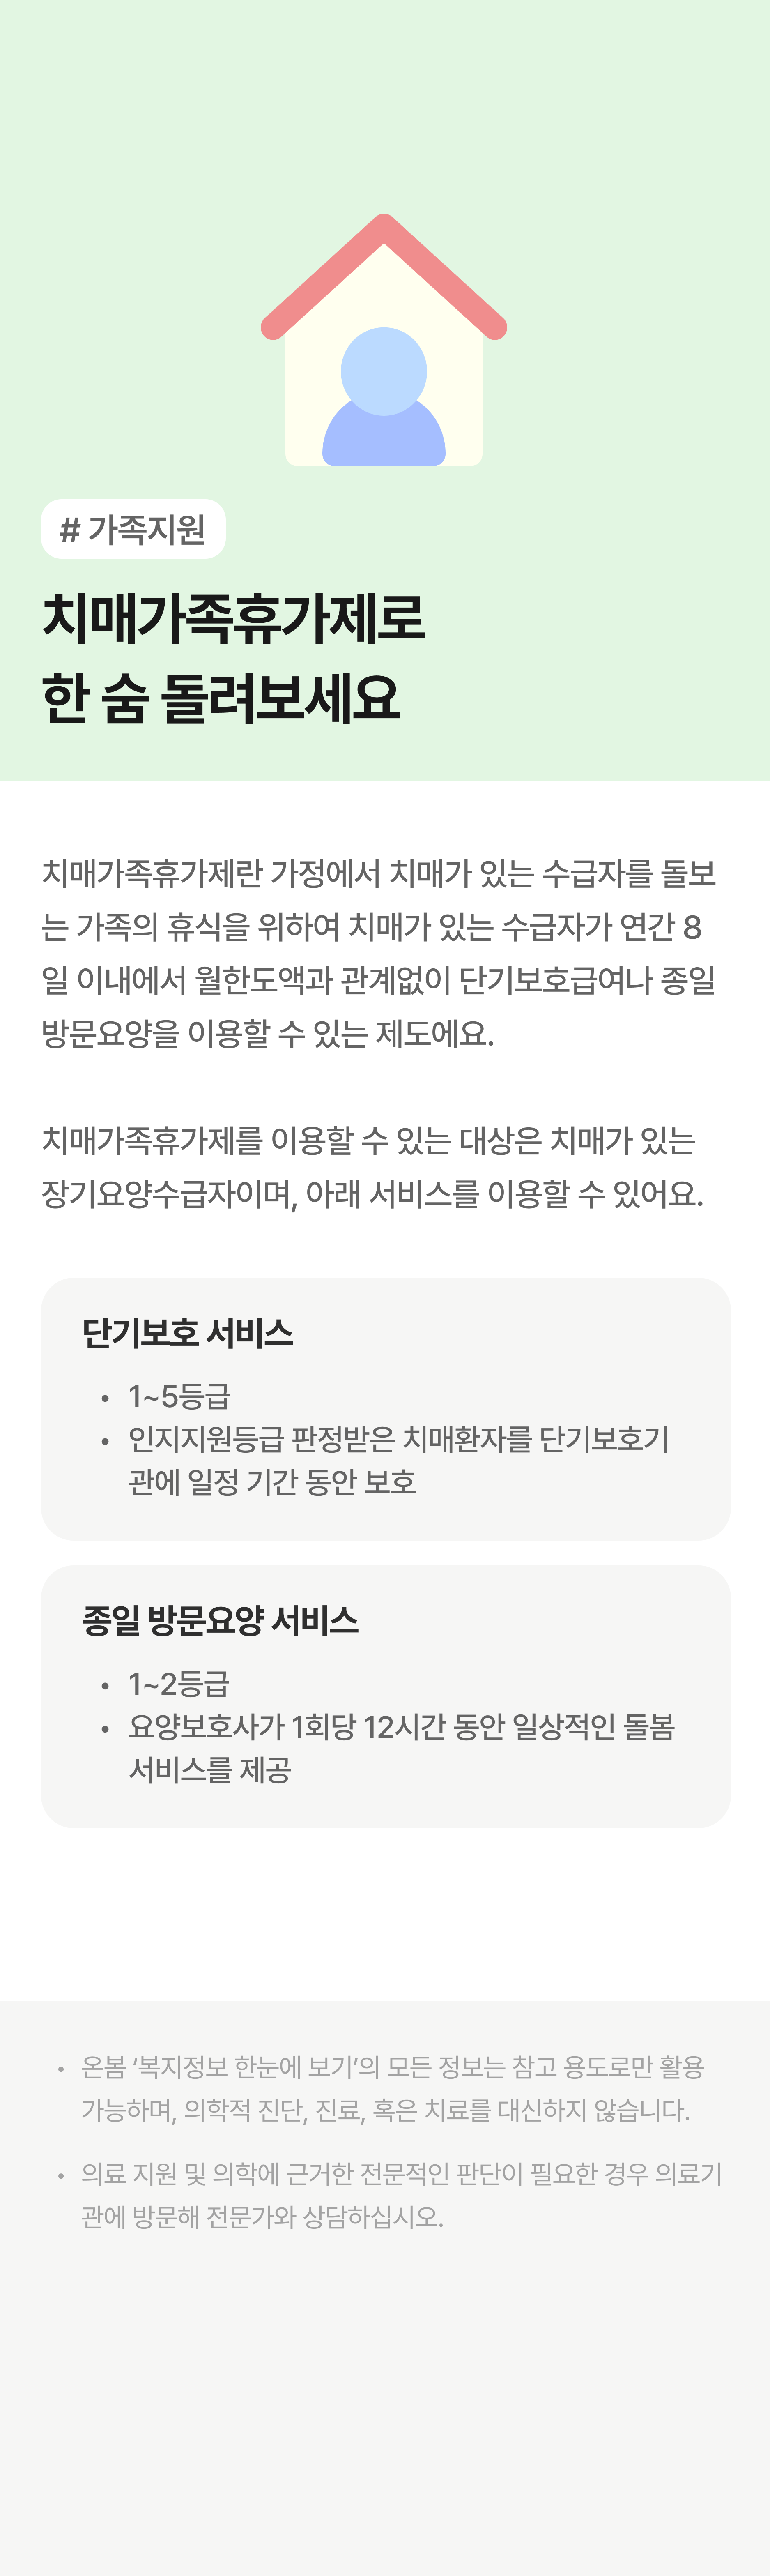 # 가족지원
치매가족휴가제로
한 숨 돌려보세요
치매가족휴가제란 가정에서 치매가 있는 수급자를 돌보
는 가족의 휴식을 위하여 치매가 있는 수급자가 연간 8
일 이내에서 월한도액과 관계없이 단기보호급여나 종일
방문요양을 이용할 수 있는 제도에요.
치매가족휴가제를 이용할 수 있는 대상은 치매가 있는
장기요양수급자이며, 아래 서비스를 이용할 수 있어요.
단기보호 서비스
• 1~5등급
• 인지지원등급 판정받은 치매환자를 단기보호기
관에 일정 기간 동안 보호
종일 방문요양 서비스
• 1~2등급
• 요양보호사가 1회당 12시간 동안 일상적인 돌봄
서비스를 제공
• 온봄 ‘복지정보 한눈에 보기’의 모든 정보는 참고 용도로만 활용
가능하며, 의학적 진단, 진료, 혹은 치료를 대신하지 않습니다.
• 의료 지원 및 의학에 근거한 전문적인 판단이 필요한 경우 의료기
관에 방문해 전문가와 상담하십시오.